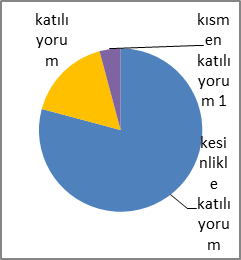 katılı
yoru
m
kısm
en
katılı
yoru
m 1
kesi
nlikl
e
katılı
yoru
m